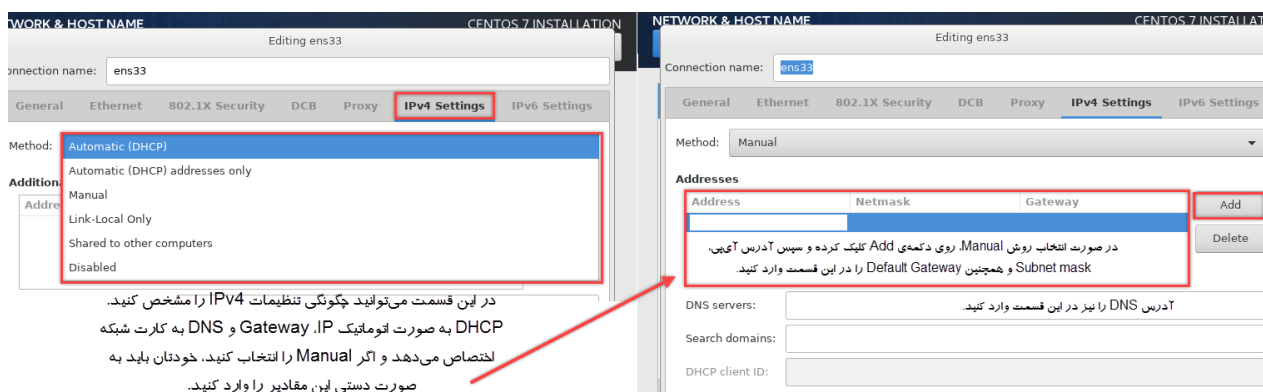 TWORK & HOST NAME
CENTOS 7 INSTALLATION
Editing ens33
onnection name: ens33
General Ethernet 802.1X Security DCB Proxy IPv4 Settings IPv6 Settings
Method: Automatic (DHCP)
Automatic (DHCP) addresses only
Addition
Manual
Addre
Link-Local Only
Shared to other computers
Disabled
در این قسمت می‌توانید چگونگی تنظیمات IPv4 را مشخص کنید.
DHCP به صورت اتوماتیک IP، Gateway و DNS به کارت شبکه
اختصاص می‌دهد و اگر Manual را انتخاب کنید، خودتان باید به
صورت دستی این مقادیر را وارد کنید.
NETWORK & HOST NAME
CENTOS 7 INSTALLAT
Editing ens33
Connection name: ens33
General Ethernet 802.1X Security DCB Proxy IPv4 Settings IPv6 Settings
Method: Manual
Addresses
Address Netmask Gateway
Add
Delete
در صورت انتخاب روش Manual، روی دکمه‌ی Add کلیک کرده و سپس آدرس آی‌پی،
Subnet mask و همچنین Default Gateway را در این قسمت وارد کنید.
DNS servers:
آدرس DNS را نیز در این قسمت وارد کنید.
Search domains:
DHCP client ID: